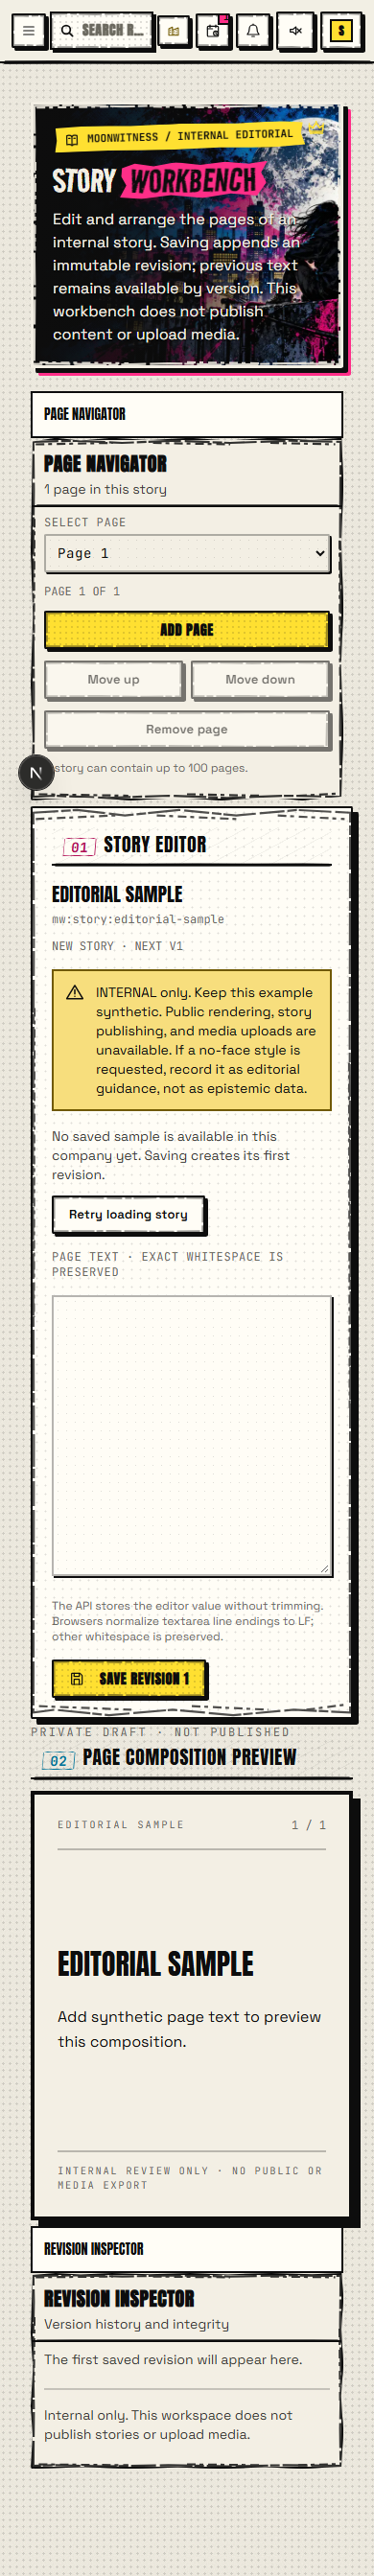 SEARCH R...
$
MOONWITNESS / INTERNAL EDITORIAL
STORY WORKBENCH
Edit and arrange the pages of an
internal story. Saving appends an
immutable revision; previous text
remains available by version. This
workbench does not publish
content or upload media.
PAGE NAVIGATOR
PAGE NAVIGATOR
1 page in this story
SELECT PAGE
Page 1
PAGE 1 OF 1
ADD PAGE
Move up
Move down
Remove page
N
story can contain up to 100 pages.
01 STORY EDITOR
EDITORIAL SAMPLE
mw:story:editorial-sample
NEW STORY · NEXT V1
INTERNAL only. Keep this example
synthetic. Public rendering, story
publishing, and media uploads are
unavailable. If a no-face style is
requested, record it as editorial
guidance, not as epistemic data.
No saved sample is available in this
company yet. Saving creates its first
revision.
Retry loading story
PAGE TEXT · EXACT WHITESPACE IS
PRESERVED
The API stores the editor value without trimming.
Browsers normalize textarea line endings to LF;
other whitespace is preserved.
SAVE REVISION 1
PRIVATE DRAFT · NOT PUBLISHED
02 PAGE COMPOSITION PREVIEW
EDITORIAL SAMPLE
1 / 1
EDITORIAL SAMPLE
Add synthetic page text to preview
this composition.
INTERNAL REVIEW ONLY · NO PUBLIC OR
MEDIA EXPORT
REVISION INSPECTOR
REVISION INSPECTOR
Version history and integrity
The first saved revision will appear here.
Internal only. This workspace does not
publish stories or upload media.